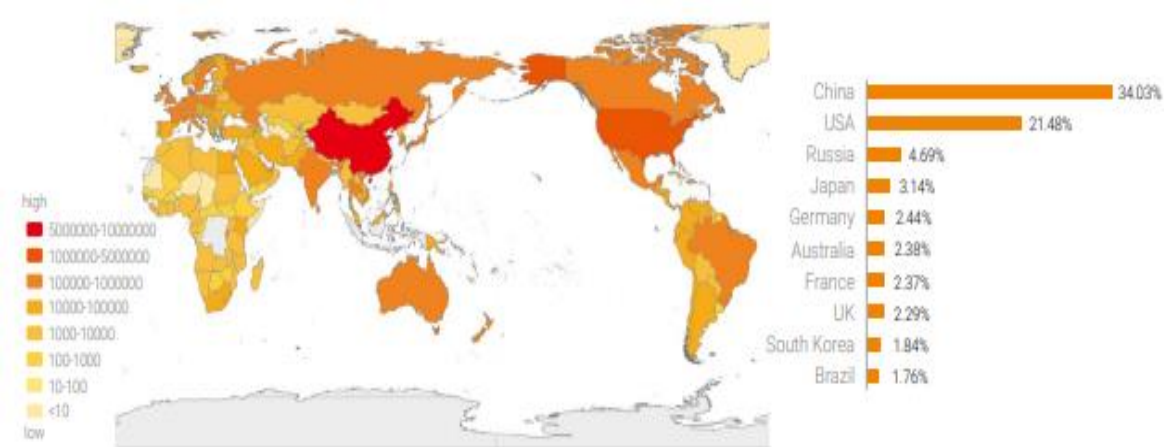 high
5000000-10000000
1000000-5000000
100000-1000000
10000-100000
1000-10000
100-1000
10-100
<10
low
China 34.03%
USA 21.48%
Russia 4.69%
Japan 3.14%
Germany 2.44%
Australia 2.38%
France 2.37%
UK 2.29%
South Korea 1.84%
Brazil 1.76%